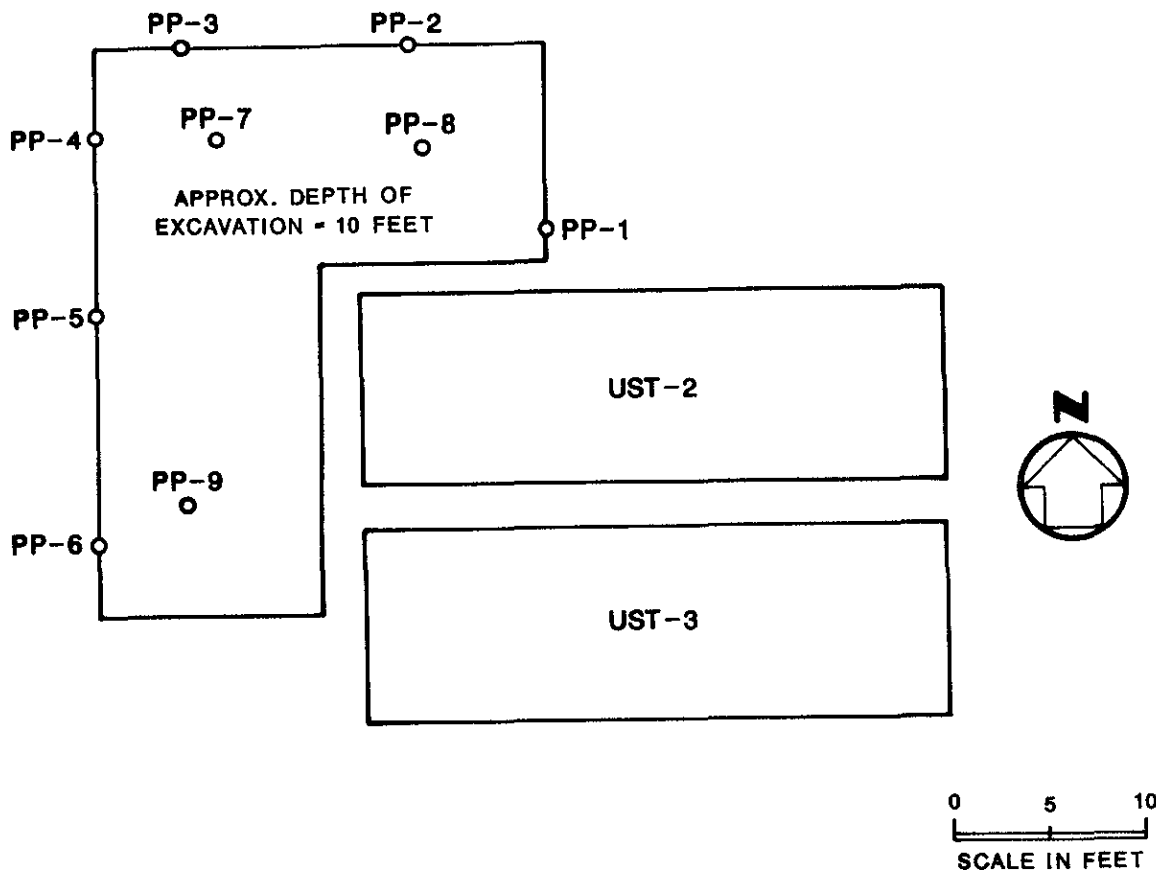 PP-3
PP-2
PP-4
PP-7
PP-8
APPROX. DEPTH OF
EXCAVATION = 10 FEET
PP-1
PP-5
UST-2
N
PP-9
PP-6
UST-3
0 5 10
SCALE IN FEET